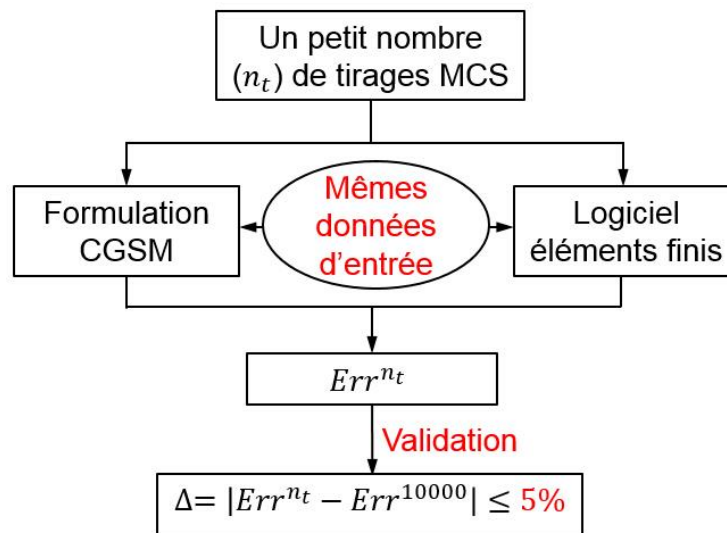 Un petit nombre
(n_t) de tirages MCS
Formulation
CGSM
Mêmes
données
d'entrée
Logiciel
éléments finis
Err^{n_t}
Validation
Δ= |Err^{n_t} − Err^{10000}| ≤ 5%